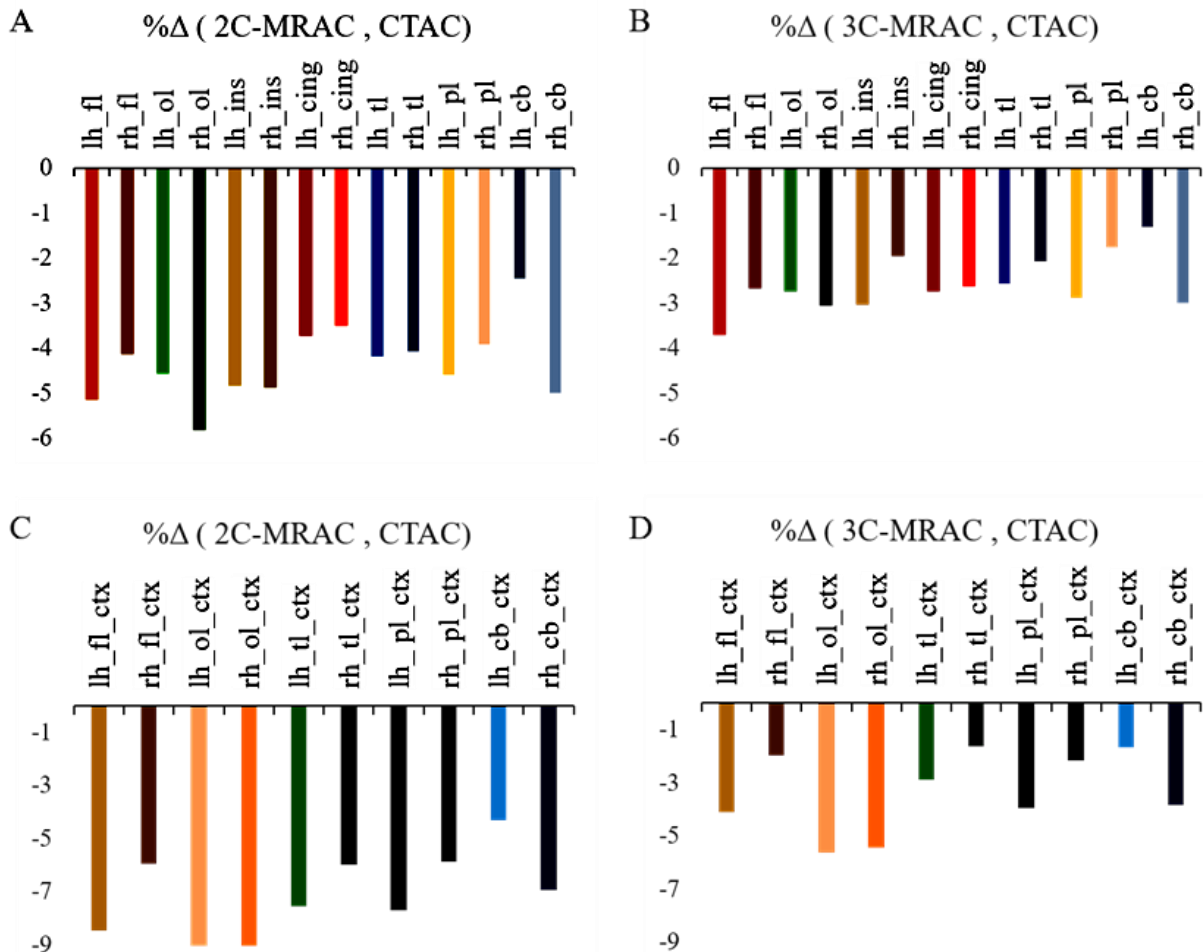 A
%Δ ( 2C-MRAC , CTAC)
lh_fl
rh_fl
lh_ol
rh_ol
lh_ins
rh_ins
lh_cing
rh_cing
lh_tl
rh_tl
lh_pl
rh_pl
lh_cb
rh_cb
0
-1
-2
-3
-4
-5
-6
B
%Δ ( 3C-MRAC , CTAC)
lh_fl
rh_fl
lh_ol
rh_ol
lh_ins
rh_ins
lh_cing
rh_cing
lh_tl
rh_tl
lh_pl
rh_pl
lh_cb
rh_cb
0
-1
-2
-3
-4
-5
-6
C
%Δ ( 2C-MRAC , CTAC)
lh_fl_ctx
rh_fl_ctx
lh_ol_ctx
rh_ol_ctx
lh_tl_ctx
rh_tl_ctx
lh_pl_ctx
rh_pl_ctx
lh_cb_ctx
rh_cb_ctx
-1
-3
-5
-7
-9
D
%Δ ( 3C-MRAC , CTAC)
lh_fl_ctx
rh_fl_ctx
lh_ol_ctx
rh_ol_ctx
lh_tl_ctx
rh_tl_ctx
lh_pl_ctx
rh_pl_ctx
lh_cb_ctx
rh_cb_ctx
-1
-3
-5
-7
-9